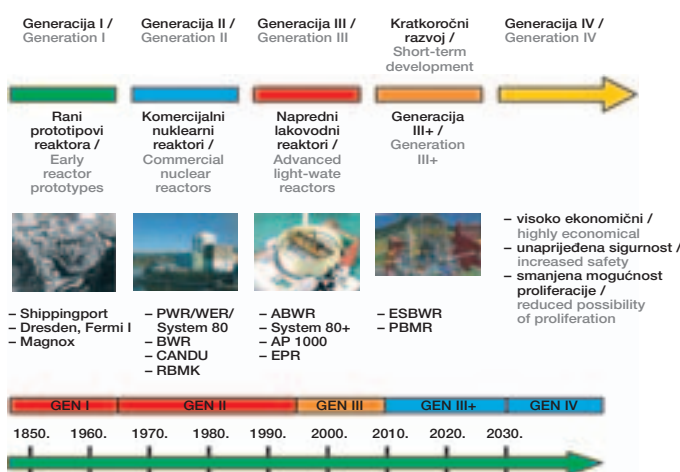 Generacija I /
Generation I
Generacija II /
Generation II
Generacija III /
Generation III
Kratkoročni
razvoj /
Short-term
development
Generacija IV /
Generation IV
Rani
prototipovi
reaktora /
Early
reactor
prototypes
Komercijalni
nuklearni
reaktori /
Commercial
nuclear
reactors
Napredni
lakovodni
reaktori /
Advanced
light-wate
reactors
Generacija
III+ /
Generation
III+
– visoko ekonomični /
highly economical
– unaprijeđena sigurnost /
increased safety
– smanjena mogućnost
proliferacije /
reduced possibility
of proliferation
– Shippingport
– Dresden, Fermi I
– Magnox
– PWR/WER/
System 80
– BWR
– CANDU
– RBMK
– ABWR
– System 80+
– AP 1000
– EPR
– ESBWR
– PBMR
GEN I GEN II GEN III GEN III+ GEN IV
1850. 1960. 1970. 1980. 1990. 2000. 2010. 2020. 2030.